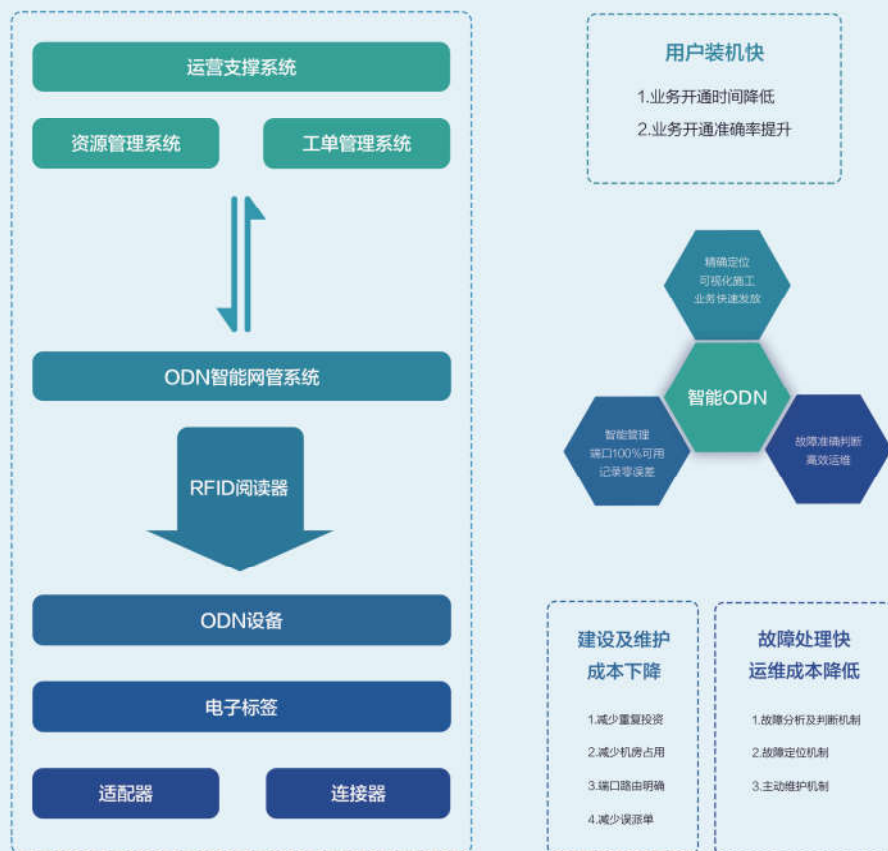 运营支撑系统
资源管理系统
工单管理系统
ODN智能网管系统
RFID阅读器
ODN设备
电子标签
适配器
连接器
用户装机快
1.业务开通时间降低
2.业务开通准确率提升
精确定位
可视化施工
业务快速发放
智能ODN
智能管理
端口100%可用
记录零误差
故障准确判断
高效运维
建设及维护
成本下降
1.减少重复投资
2.减少机房占用
3.端口路由明确
4.减少误派单
故障处理快
运维成本降低
1.故障分析及判断机制
2.故障定位机制
3.主动维护机制